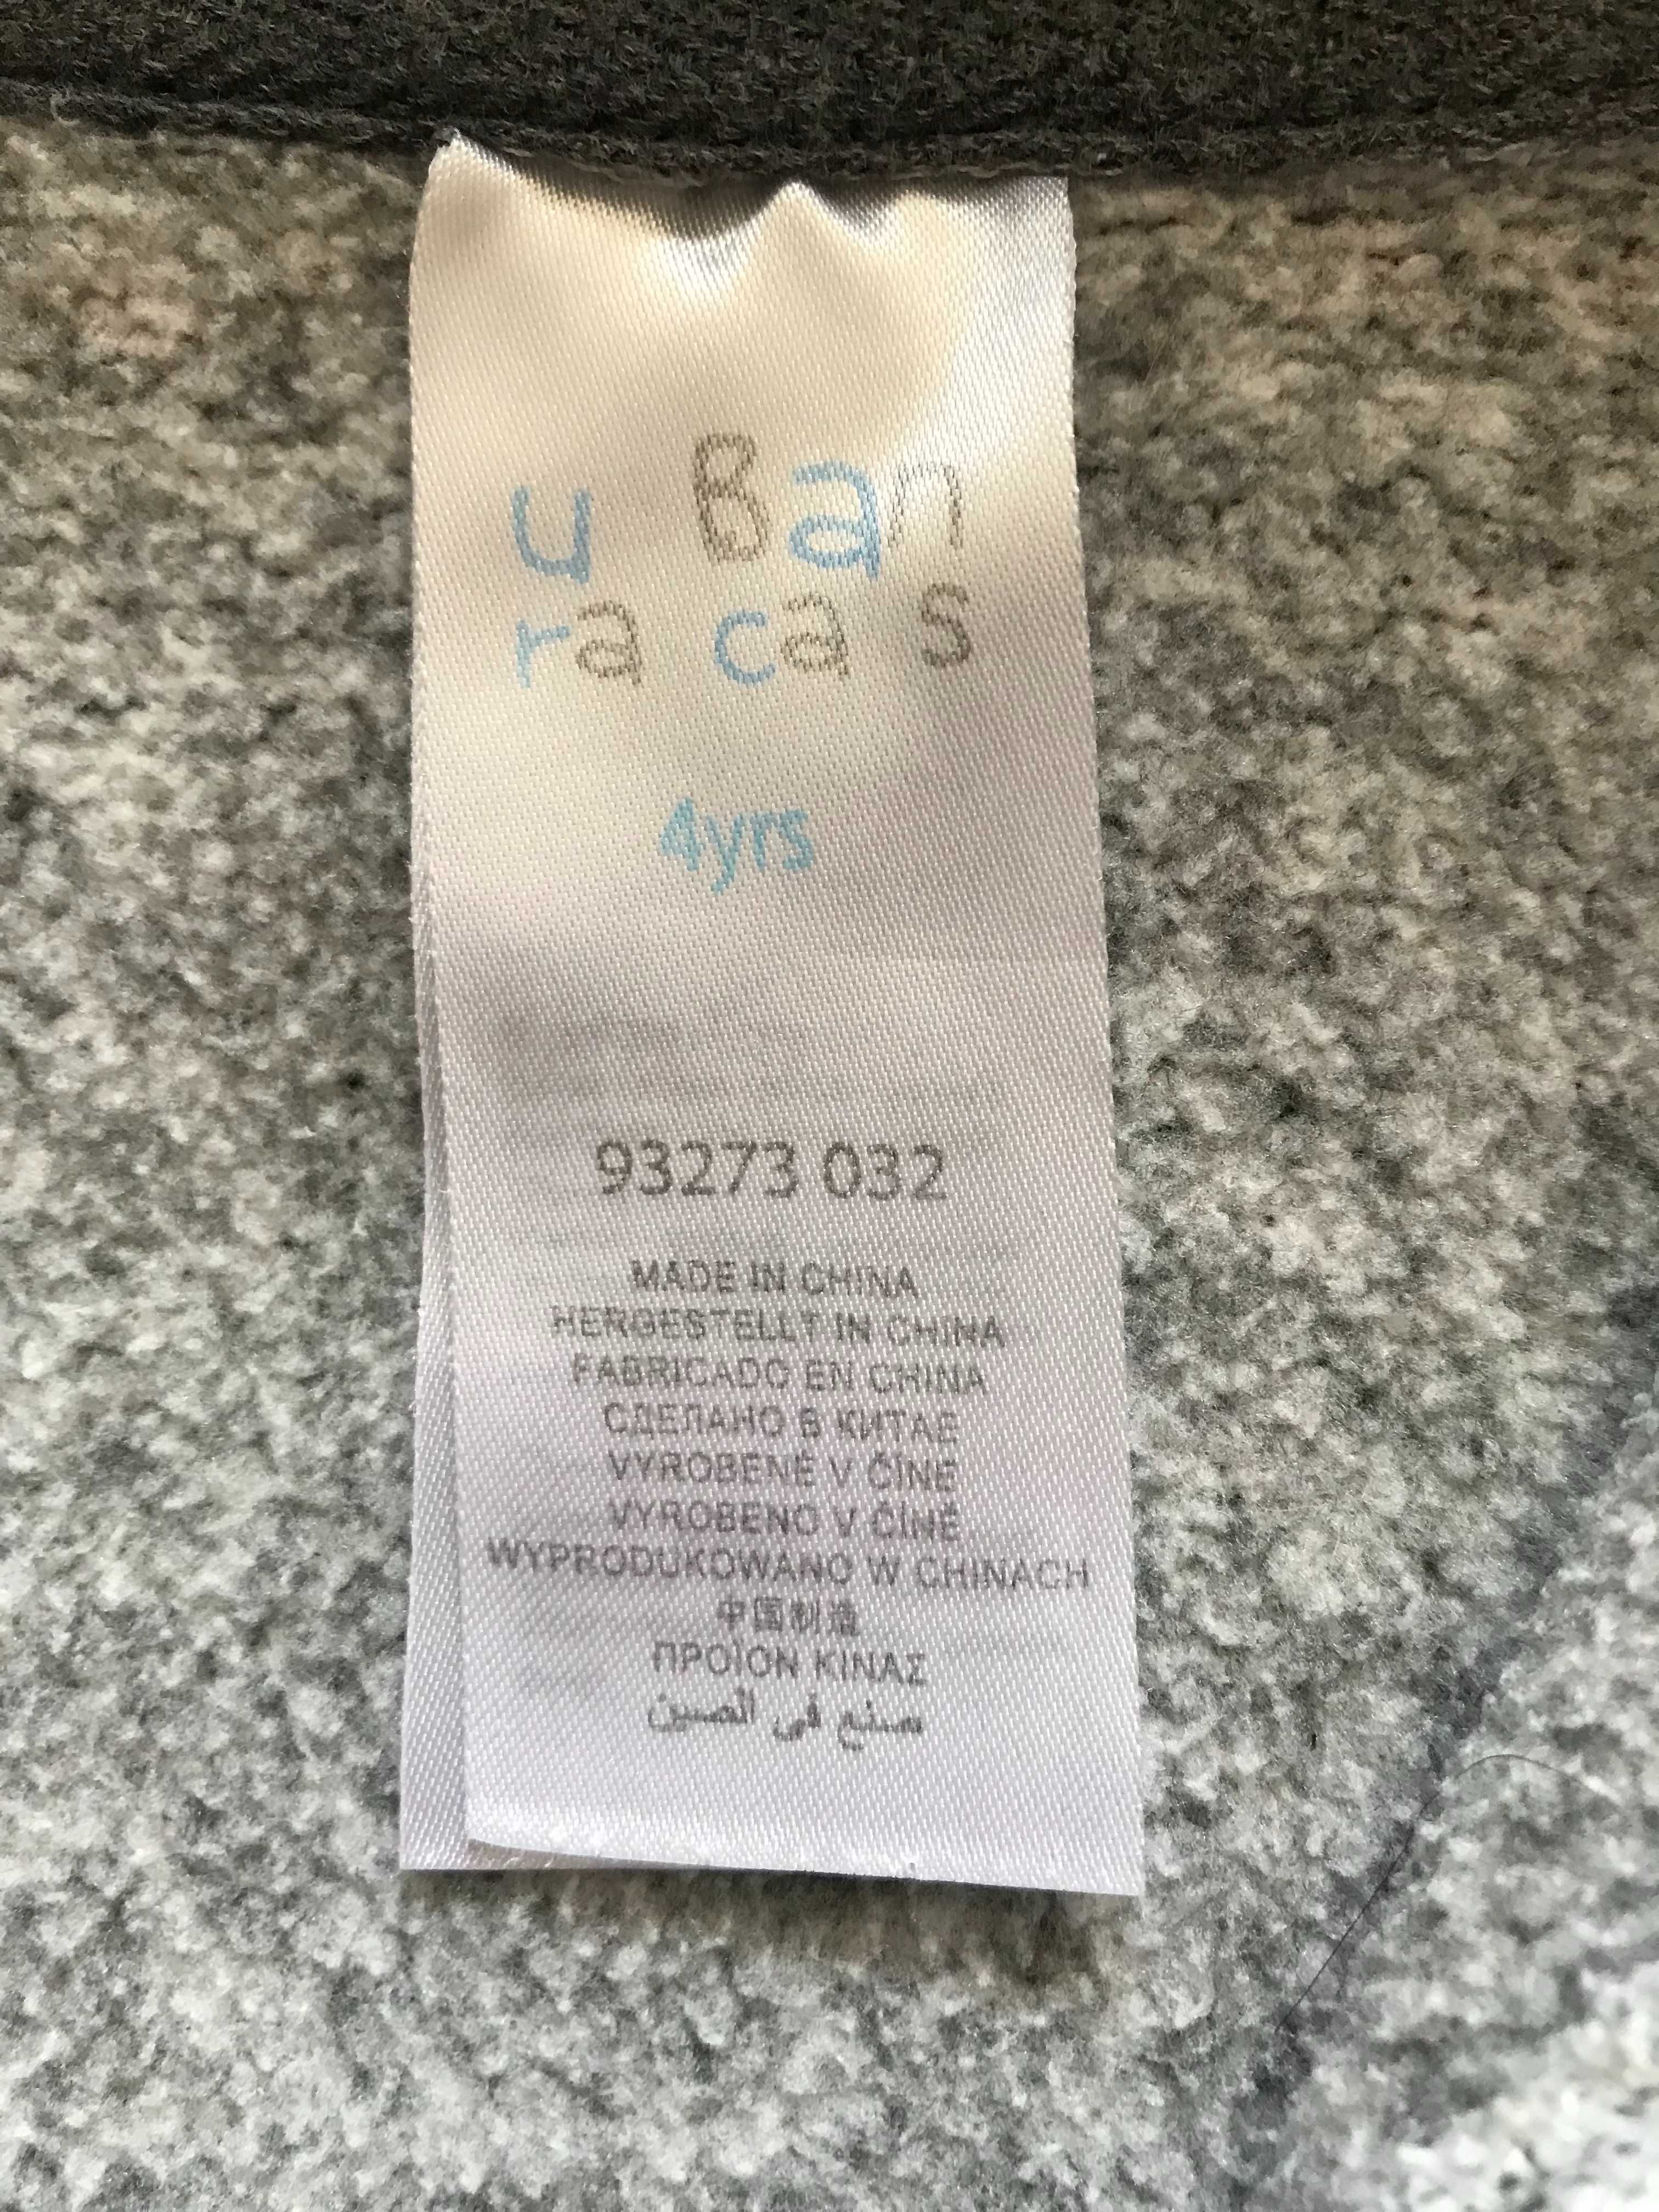 u Ban
ra ca s
4yrs
93273 032
MADE IN CHINA
HERGESTELLT IN CHINA
FABRICADO EN CHINA
СДЕЛАНО В КИТАЕ
VYROBENÉ V ČÍNE
VYROBENO V ČÍNĚ
WYPRODUKOWANO W CHINACH
中国制造
ΠΡΟΪΟΝ ΚΙΝΑΣ
صنع في الصين